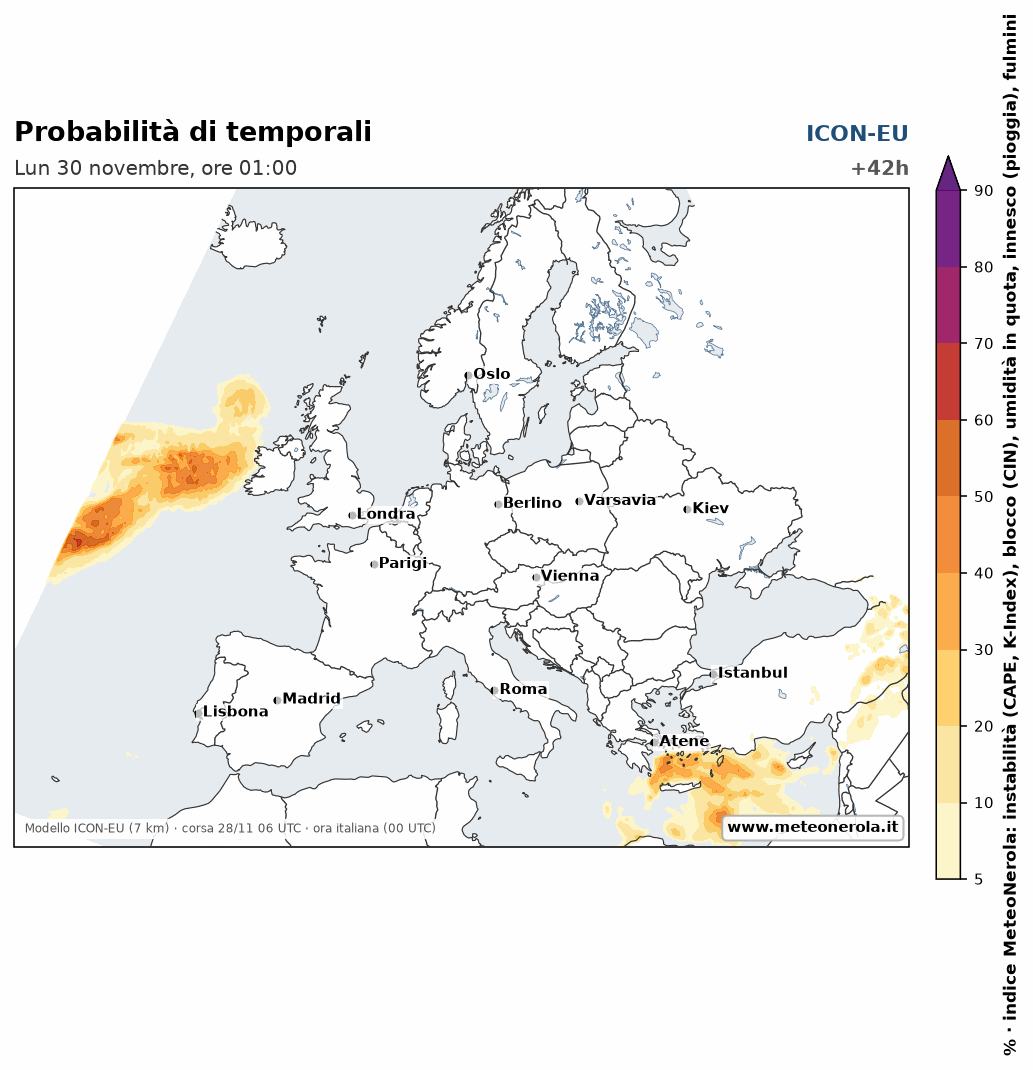 Probabilità di temporali
ICON-EU
Lun 30 novembre, ore 01:00
+42h
Oslo
Berlino
Varsavia
Kiev
Londra
Parigi
Vienna
Istanbul
Roma
Madrid
Lisbona
Atene
Modello ICON-EU (7 km) · corsa 28/11 06 UTC · ora italiana (00 UTC)
www.meteonerola.it
90
80
70
60
50
40
30
20
10
5
% · indice MeteoNerola: instabilità (CAPE, K-Index), blocco (CIN), umidità in quota, innesco (pioggia), fulmini